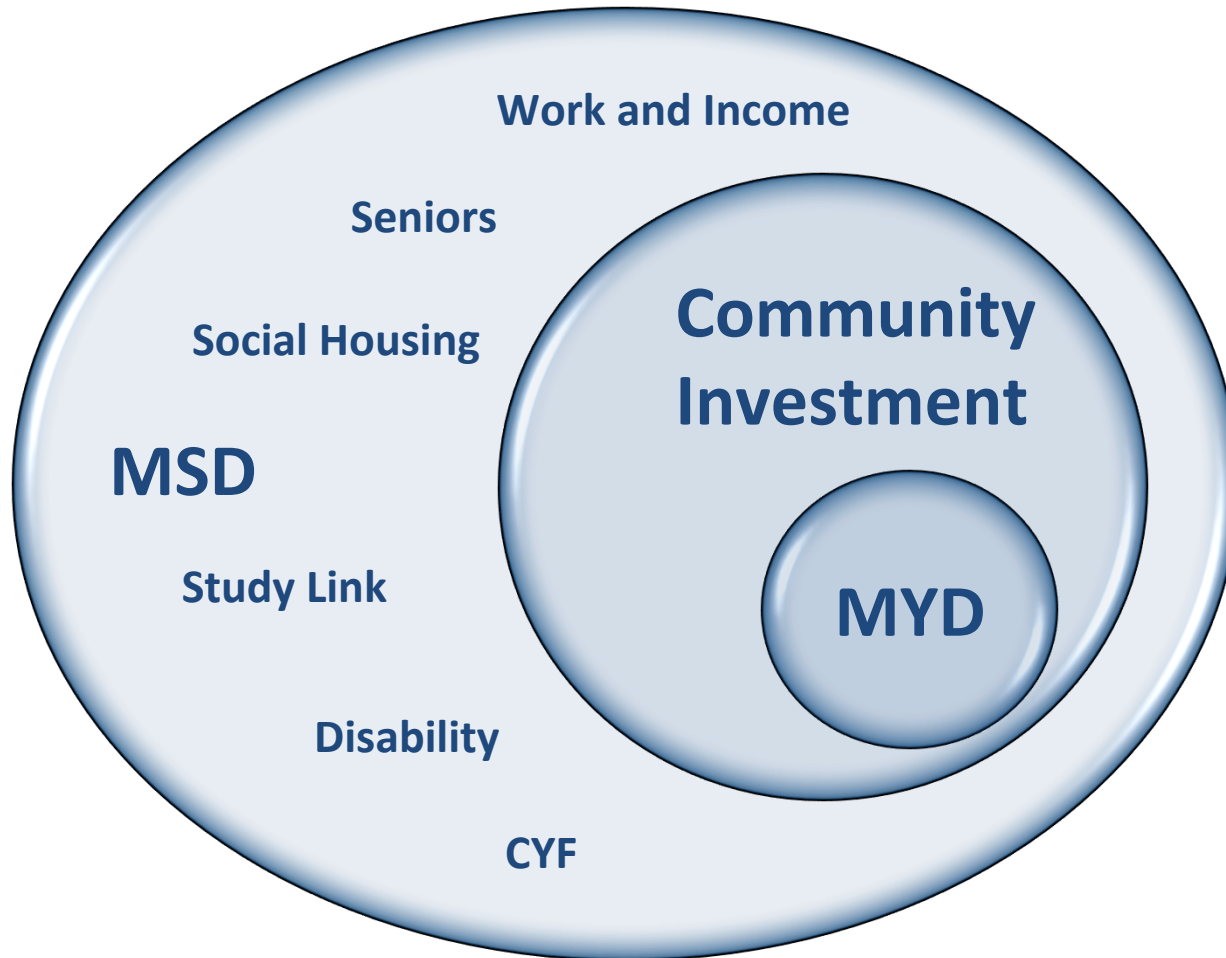 Work and Income
Seniors
Community
Investment
Social Housing
MSD
Study Link
MYD
Disability
CYF